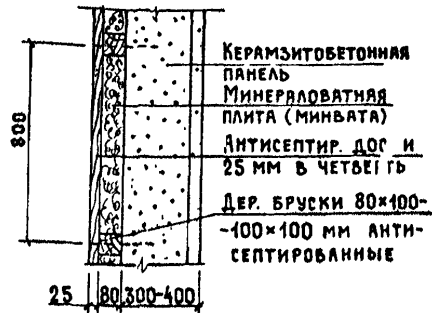 КЕРАМЗИТОБЕТОННАЯ
ПАНЕЛЬ
МИНЕРАЛОВАТНАЯ
ПЛИТА (МИНВАТА)
АНТИСЕПТИР. ДОС И
25 ММ В ЧЕТВЕРТЬ
ДЕР. БРУСКИ 80×100-
-100×100 ММ АНТИ-
СЕПТИРОВАННЫЕ
800
25 80 300-400